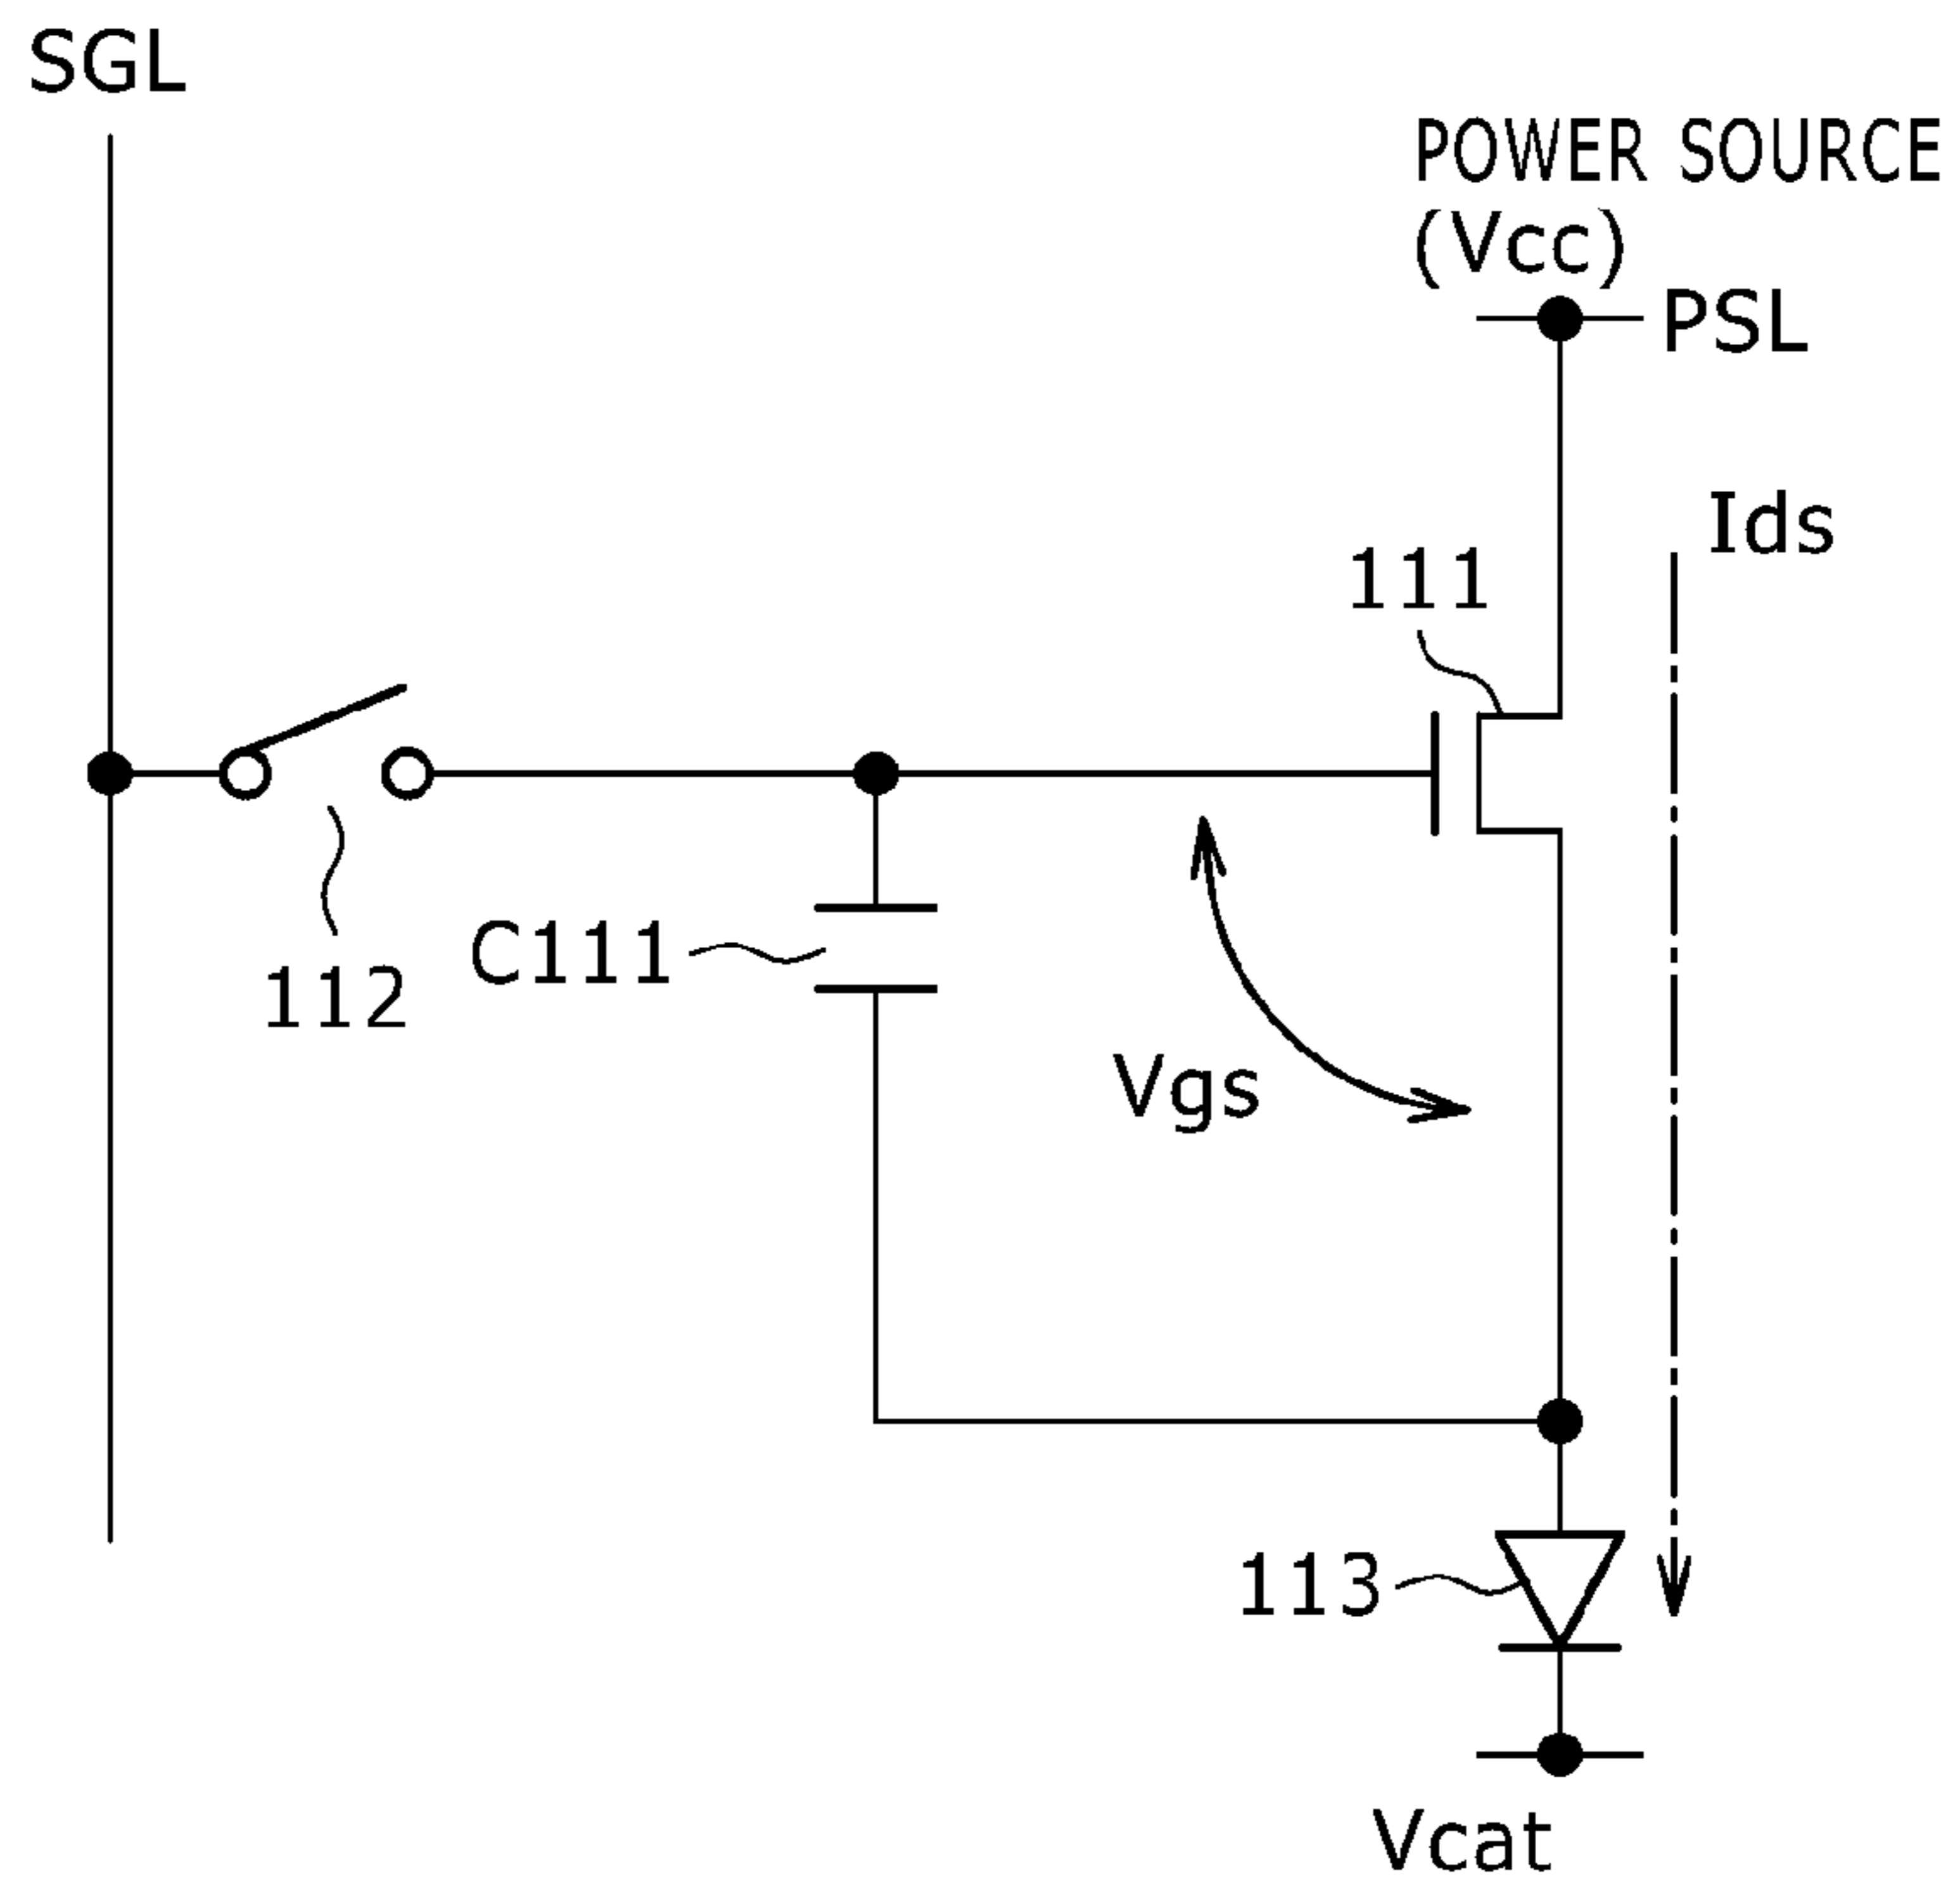 SGL
POWER SOURCE
(Vcc)
PSL
Ids
111
112
C111
Vgs
113
Vcat